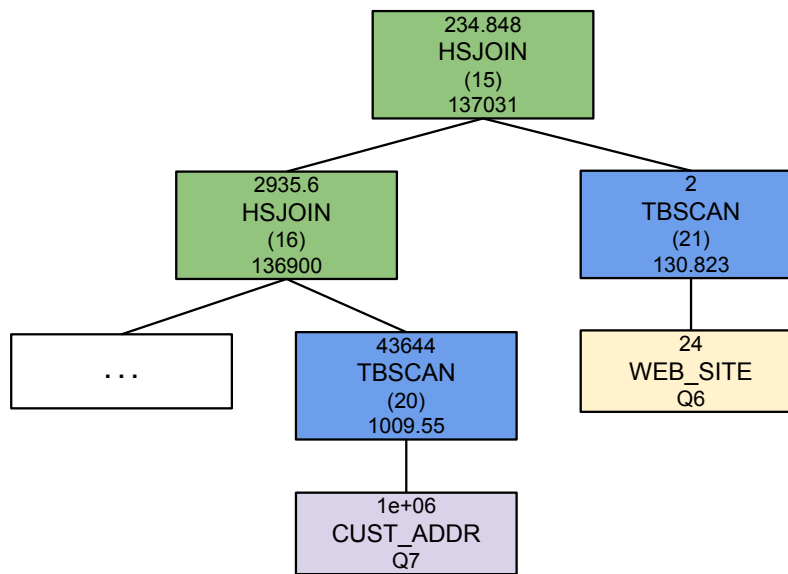 234.848
HSJOIN
(15)
137031
2935.6
HSJOIN
(16)
136900
2
TBSCAN
(21)
130.823
. . .
43644
TBSCAN
(20)
1009.55
24
WEB_SITE
Q6
1e+06
CUST_ADDR
Q7